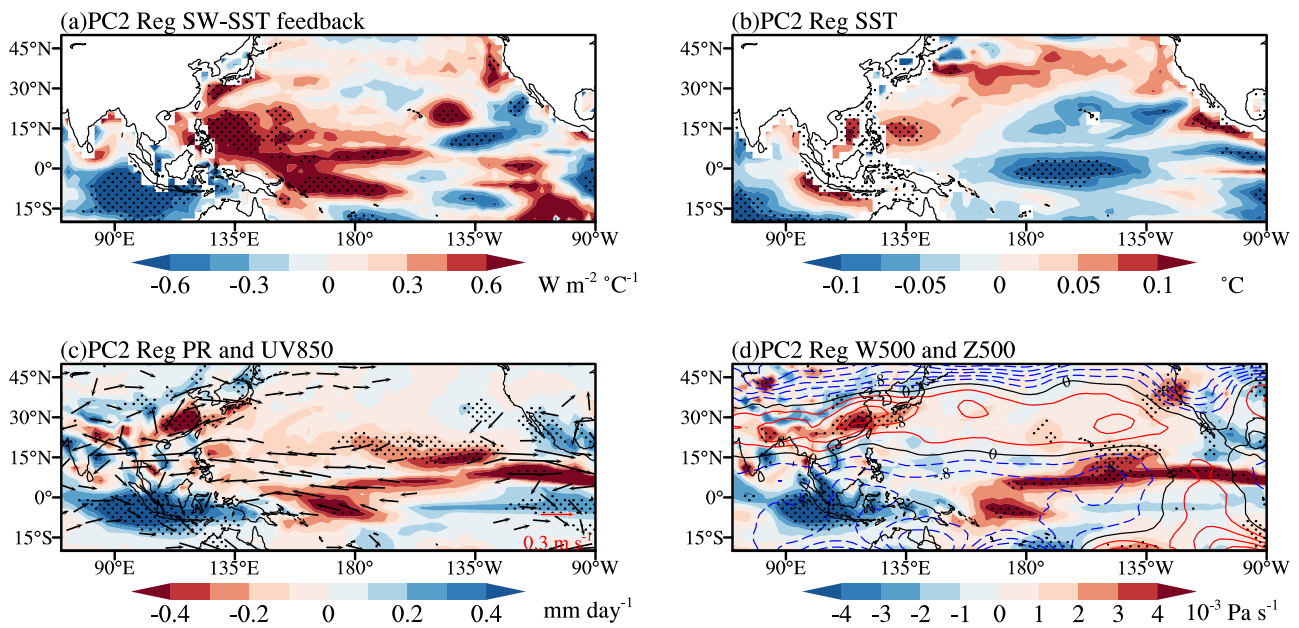 (a)PC2 Reg SW-SST feedback
45°N
30°N
15°N
0°
15°S
90°E 135°E 180° 135°W 90°W
-0.6 -0.3 0 0.3 0.6 W m⁻² °C⁻¹
(b)PC2 Reg SST
45°N
30°N
15°N
0°
15°S
90°E 135°E 180° 135°W 90°W
-0.1 -0.05 0 0.05 0.1 °C
(c)PC2 Reg PR and UV850
45°N
30°N
15°N
0°
15°S
0.3 m s⁻¹
90°E 135°E 180° 135°W 90°W
-0.4 -0.2 0 0.2 0.4 mm day⁻¹
(d)PC2 Reg W500 and Z500
45°N
30°N
15°N
0°
15°S
0
0
90°E 135°E 180° 135°W 90°W
-4 -3 -2 -1 0 1 2 3 4 10⁻³ Pa s⁻¹